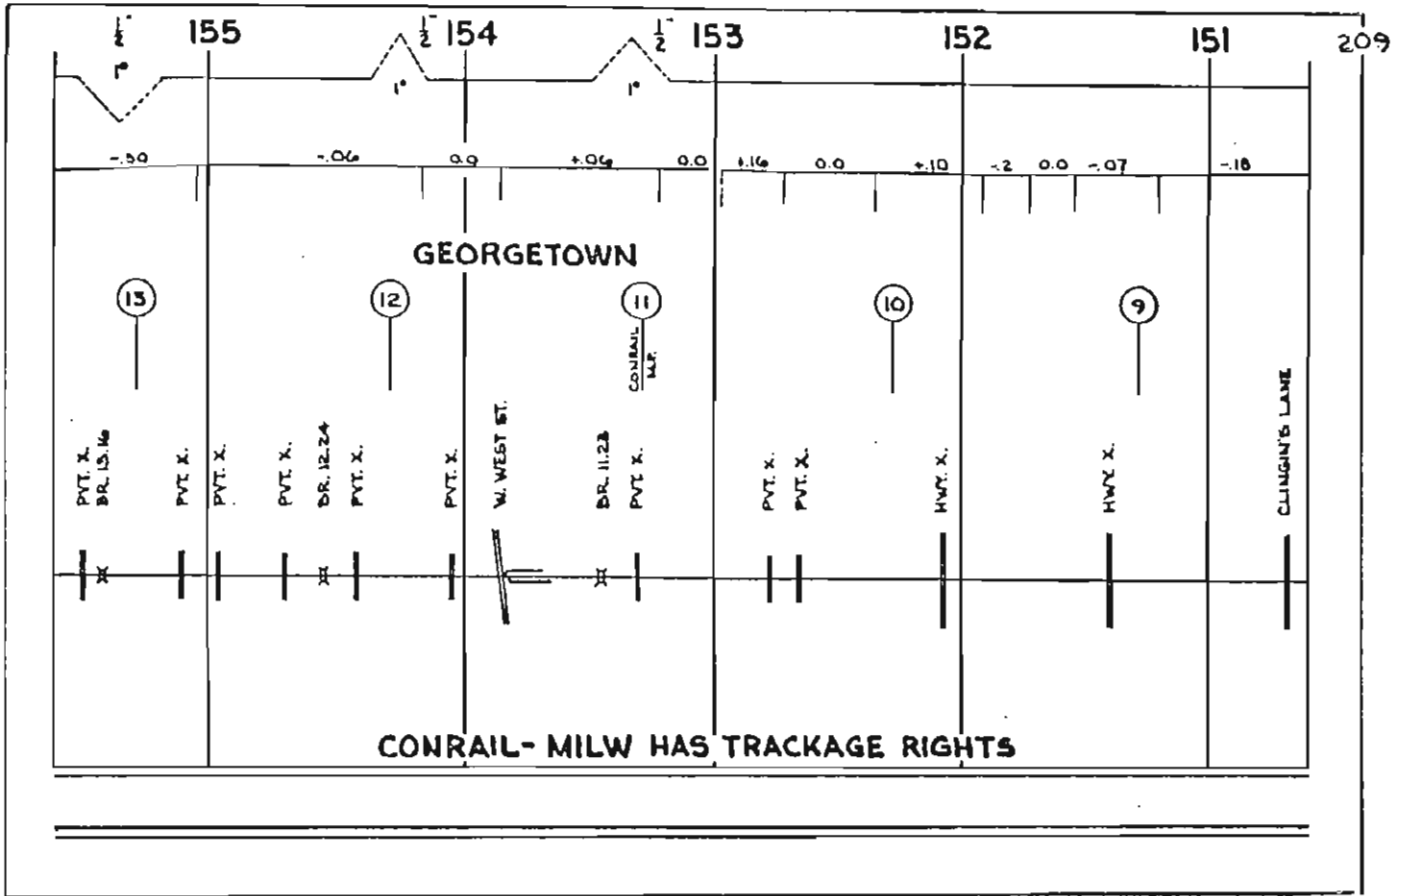 ½" 155 ½" 154 ½" 153 152 151 209
1° 1° 1°
-.30 -.06 0.0 +.06 0.0 +.16 0.0 +.10 -.2 0.0 -.07 -.18
GEORGETOWN
13 12 11 10 9
CONRAIL
M.P.
PVT. X.
BR. 13.16
PVT. X.
PVT. X.
PVT. X.
BR. 12.24
PVT. X.
PVT. X.
W. WEST ST.
BR. 11.23
PVT. X.
PVT. X.
PVT. X.
HWY. X.
HWY. X.
CLINGIN'S LANE
CONRAIL- MILW HAS TRACKAGE RIGHTS